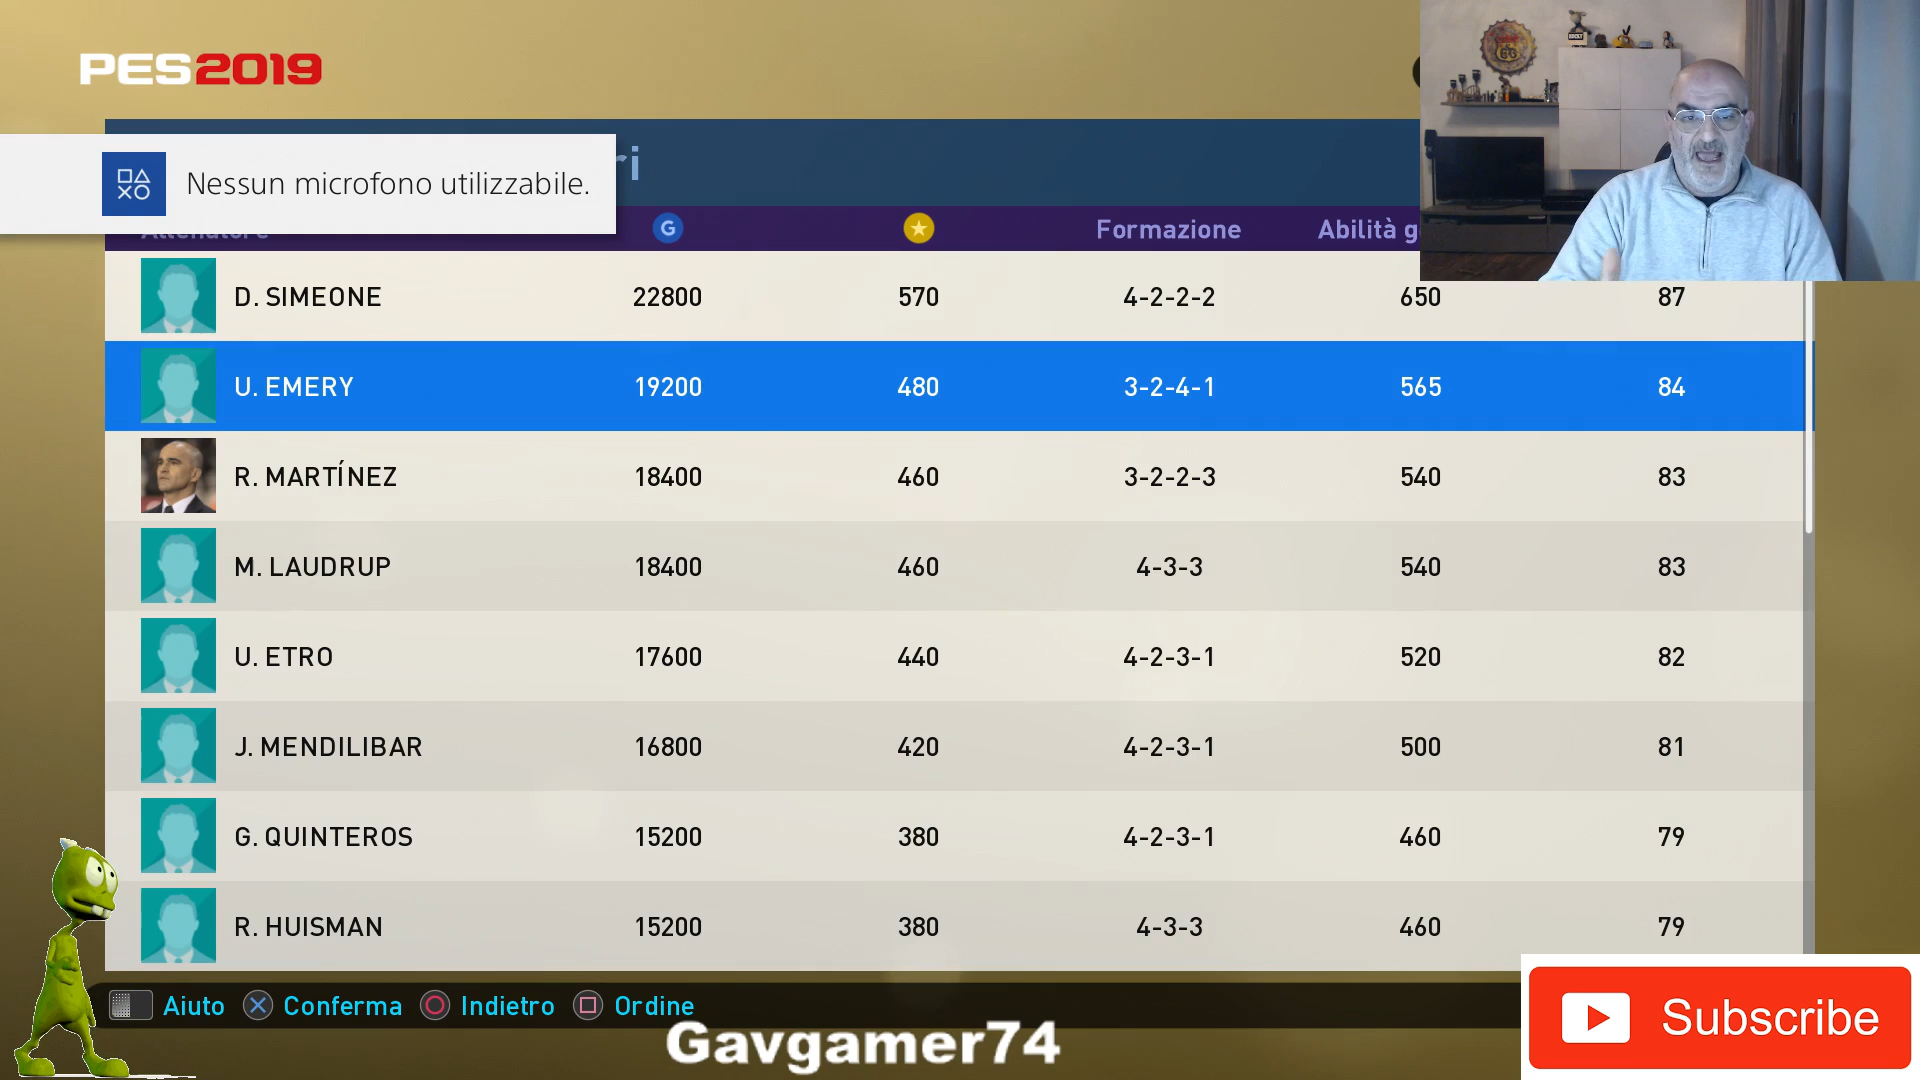 PES2019
Nessun microfono utilizzabile.
G Formazione Abilità
D. SIMEONE 22800 570 4-2-2-2 650 87
U. EMERY 19200 480 3-2-4-1 565 84
R. MARTÍNEZ 18400 460 3-2-2-3 540 83
M. LAUDRUP 18400 460 4-3-3 540 83
U. ETRO 17600 440 4-2-3-1 520 82
J. MENDILIBAR 16800 420 4-2-3-1 500 81
G. QUINTEROS 15200 380 4-2-3-1 460 79
R. HUISMAN 15200 380 4-3-3 460 79
Aiuto Conferma Indietro Ordine
Gavgamer74
Subscribe